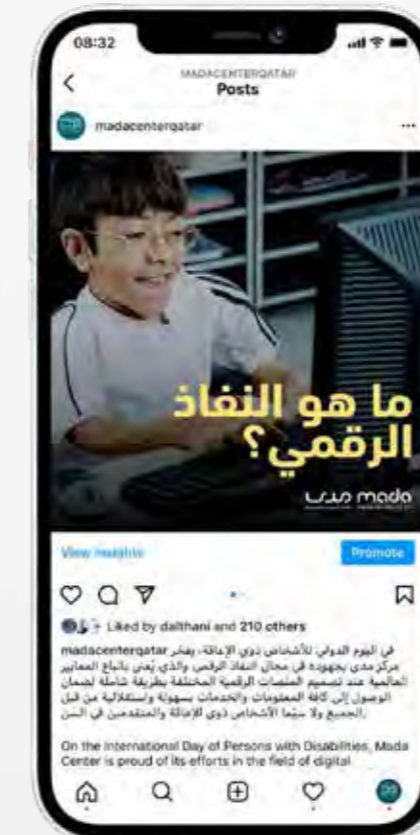 08:32
MADACENTERQATAR
Posts
madacenterqatar
ما هو النفاذ
الرقمي؟
مدى mada
View insights
Promote
Liked by dalthani and 210 others
madacenterqatar في اليوم الدولي للأشخاص ذوي الإعاقة، يفخر
مركز مدى بجهوده في مجال النفاذ الرقمي والذي يُعنى باتباع المعايير
العالمية عند تصميم المنصات الرقمية المختلفة بطريقة شاملة لضمان
الوصول إلى كافة المعلومات والخدمات بسهولة واستقلالية من قبل
الجميع ولا سيّما الأشخاص ذوي الإعاقة والمتقدمين في السن.
On the International Day of Persons with Disabilities, Mada
Center is proud of its efforts in the field of digital